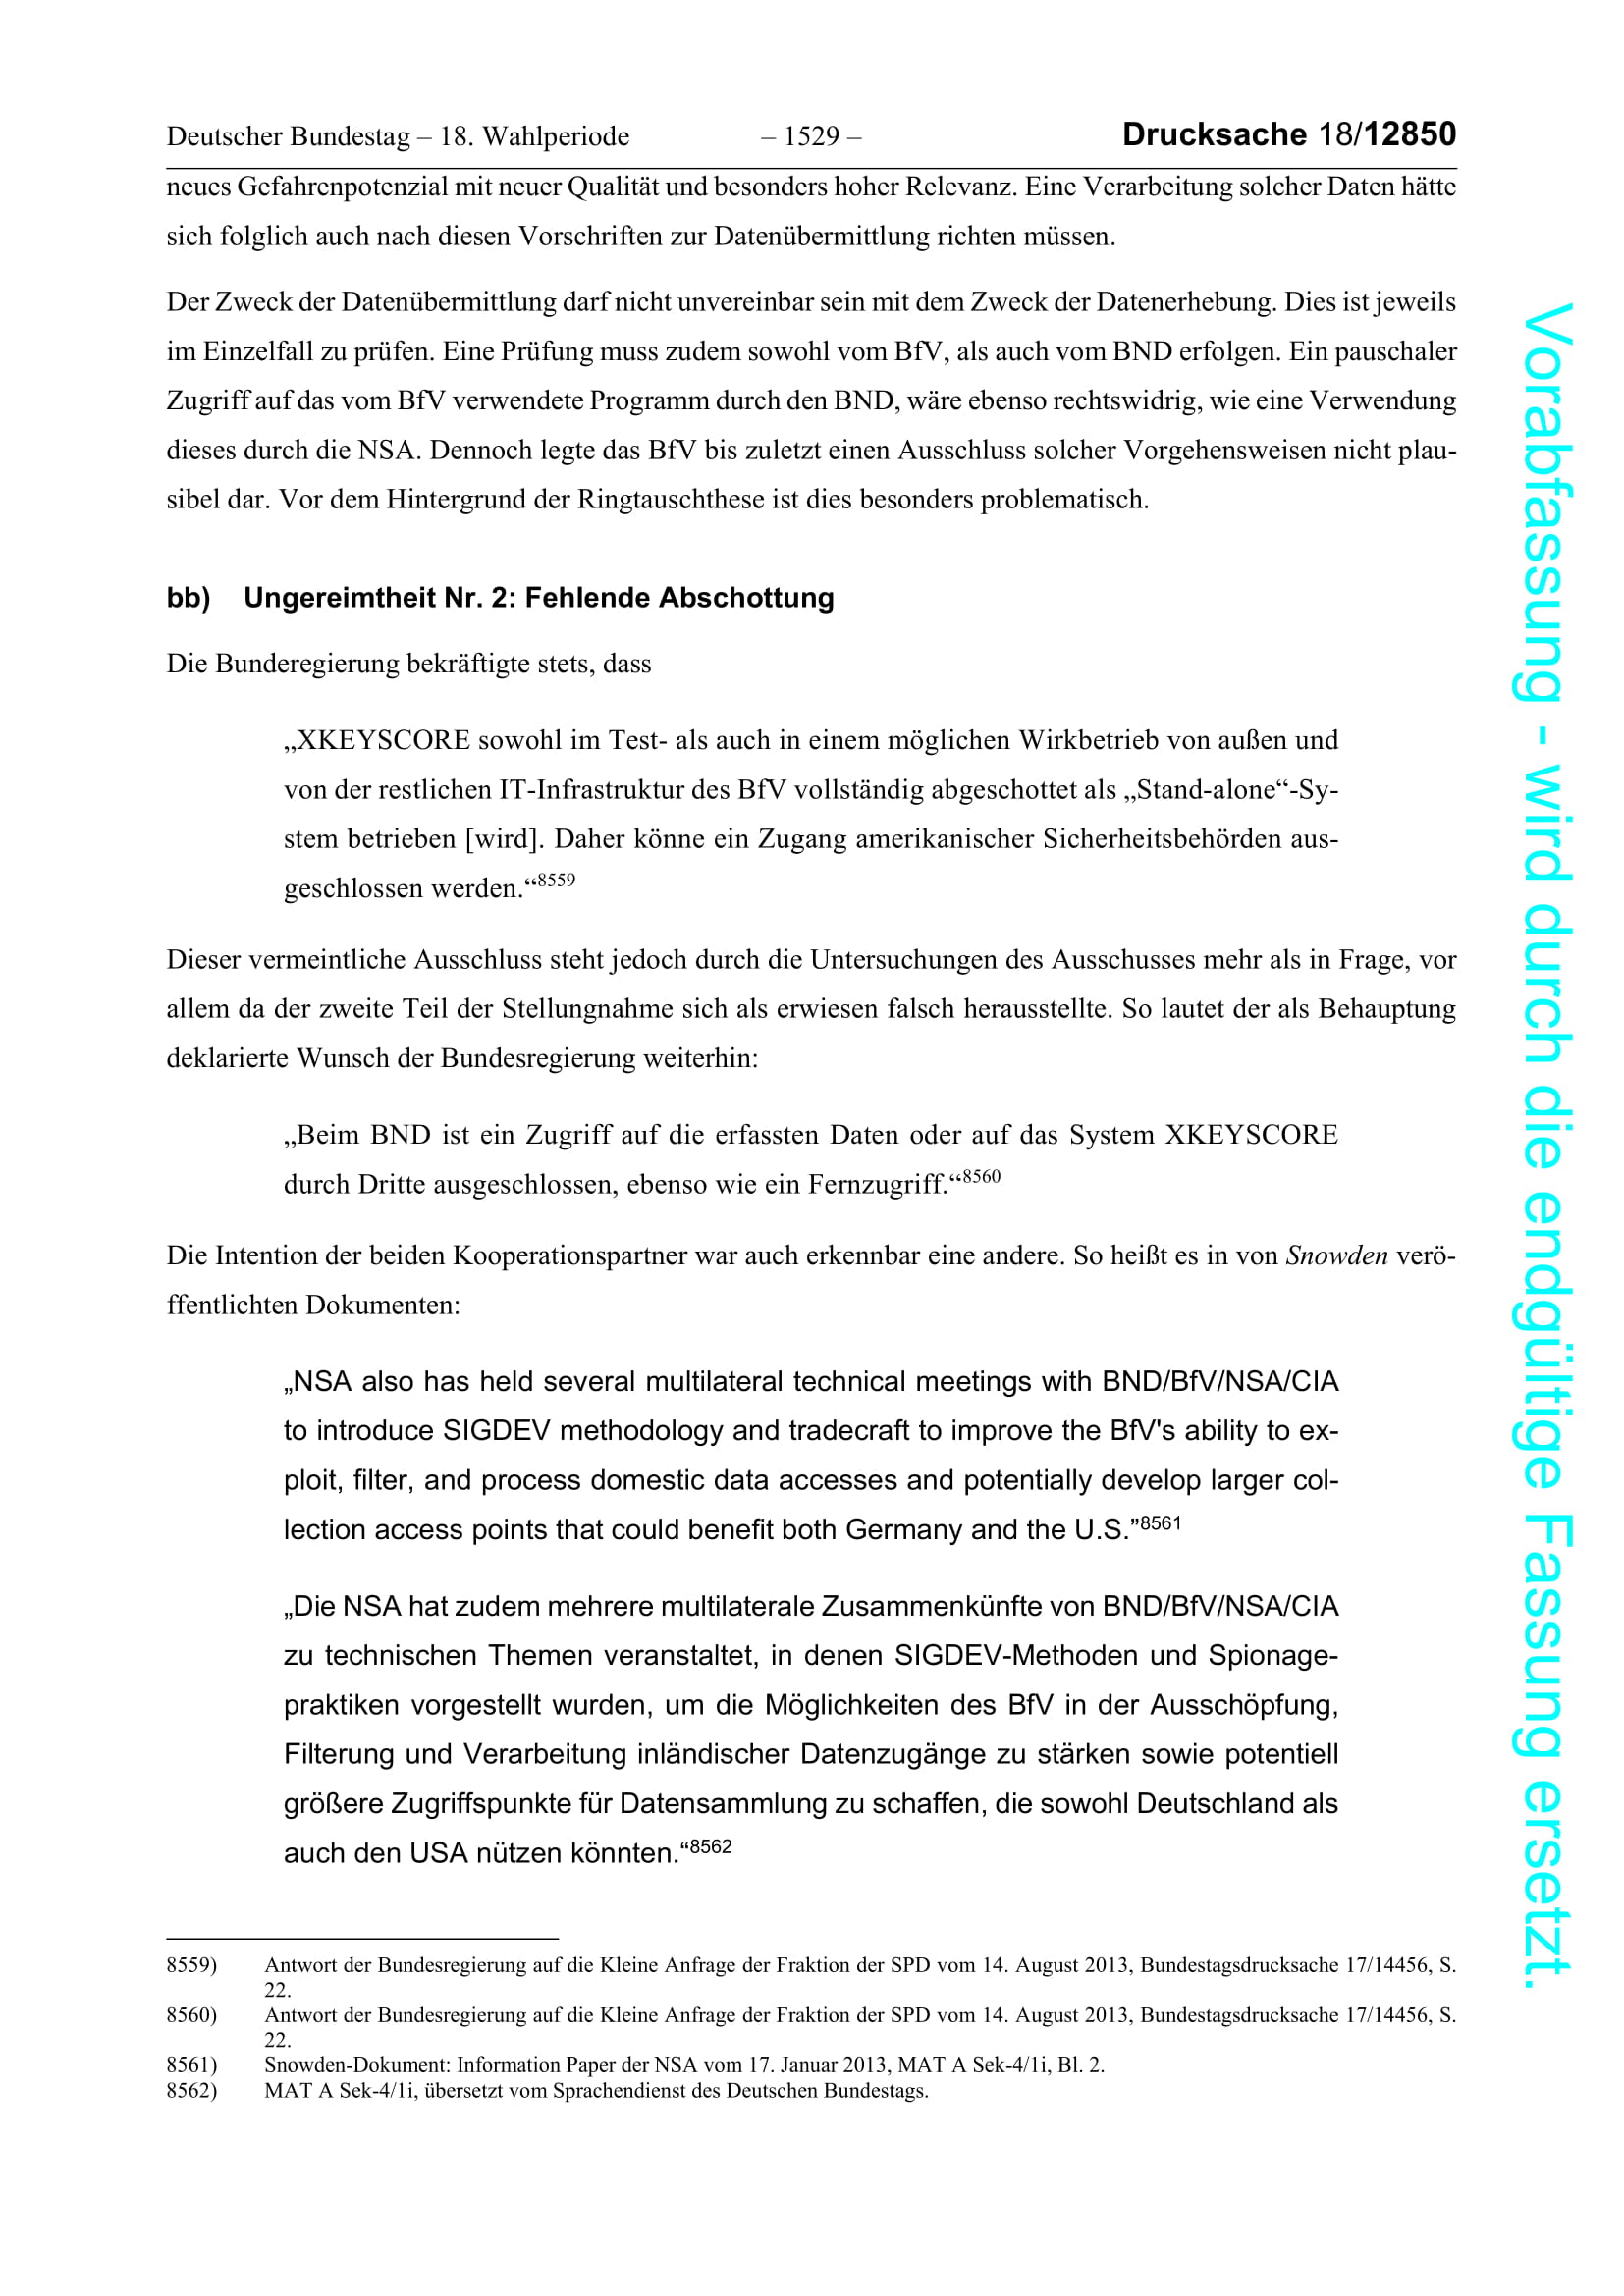 Deutscher Bundestag – 18. Wahlperiode – 1529 – Drucksache 18/12850
neues Gefahrenpotenzial mit neuer Qualität und besonders hoher Relevanz. Eine Verarbeitung solcher Daten hätte
sich folglich auch nach diesen Vorschriften zur Datenübermittlung richten müssen.
Der Zweck der Datenübermittlung darf nicht unvereinbar sein mit dem Zweck der Datenerhebung. Dies ist jeweils
im Einzelfall zu prüfen. Eine Prüfung muss zudem sowohl vom BfV, als auch vom BND erfolgen. Ein pauschaler
Zugriff auf das vom BfV verwendete Programm durch den BND, wäre ebenso rechtswidrig, wie eine Verwendung
dieses durch die NSA. Dennoch legte das BfV bis zuletzt einen Ausschluss solcher Vorgehensweisen nicht plau-
sibel dar. Vor dem Hintergrund der Ringtauschthese ist dies besonders problematisch.
bb) Ungereimtheit Nr. 2: Fehlende Abschottung
Die Bunderegierung bekräftigte stets, dass
„XKEYSCORE sowohl im Test- als auch in einem möglichen Wirkbetrieb von außen und
von der restlichen IT-Infrastruktur des BfV vollständig abgeschottet als „Stand-alone“-Sy-
stem betrieben [wird]. Daher könne ein Zugang amerikanischer Sicherheitsbehörden aus-
geschlossen werden.“8559
Dieser vermeintliche Ausschluss steht jedoch durch die Untersuchungen des Ausschusses mehr als in Frage, vor
allem da der zweite Teil der Stellungnahme sich als erwiesen falsch herausstellte. So lautet der als Behauptung
deklarierte Wunsch der Bundesregierung weiterhin:
„Beim BND ist ein Zugriff auf die erfassten Daten oder auf das System XKEYSCORE
durch Dritte ausgeschlossen, ebenso wie ein Fernzugriff.“8560
Die Intention der beiden Kooperationspartner war auch erkennbar eine andere. So heißt es in von Snowden verö-
ffentlichten Dokumenten:
„NSA also has held several multilateral technical meetings with BND/BfV/NSA/CIA
to introduce SIGDEV methodology and tradecraft to improve the BfV's ability to ex-
ploit, filter, and process domestic data accesses and potentially develop larger col-
lection access points that could benefit both Germany and the U.S.”8561
„Die NSA hat zudem mehrere multilaterale Zusammenkünfte von BND/BfV/NSA/CIA
zu technischen Themen veranstaltet, in denen SIGDEV-Methoden und Spionage-
praktiken vorgestellt wurden, um die Möglichkeiten des BfV in der Ausschöpfung,
Filterung und Verarbeitung inländischer Datenzugänge zu stärken sowie potentiell
größere Zugriffspunkte für Datensammlung zu schaffen, die sowohl Deutschland als
auch den USA nützen könnten.“8562
8559) Antwort der Bundesregierung auf die Kleine Anfrage der Fraktion der SPD vom 14. August 2013, Bundestagsdrucksache 17/14456, S.
22.
8560) Antwort der Bundesregierung auf die Kleine Anfrage der Fraktion der SPD vom 14. August 2013, Bundestagsdrucksache 17/14456, S.
22.
8561) Snowden-Dokument: Information Paper der NSA vom 17. Januar 2013, MAT A Sek-4/1i, Bl. 2.
8562) MAT A Sek-4/1i, übersetzt vom Sprachendienst des Deutschen Bundestags.
Vorabfassung - wird durch die endgültige Fassung ersetzt.